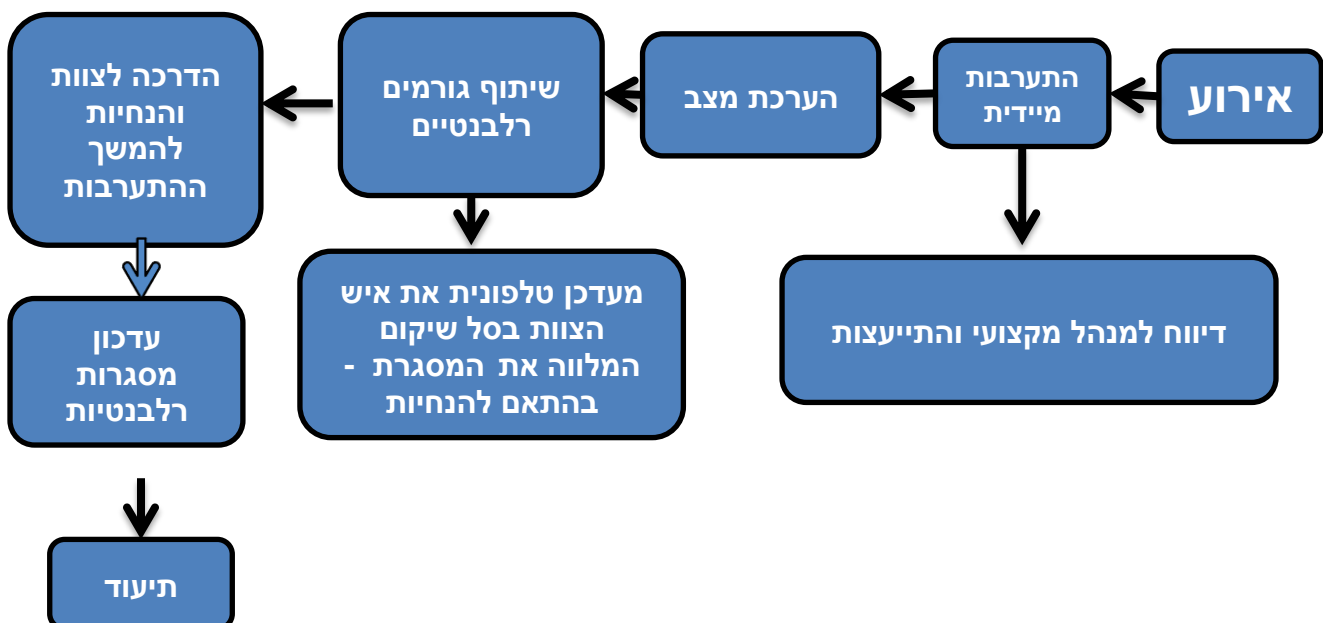 אירוע
התערבות
מיידית
הערכת מצב
שיתוף גורמים
רלבנטיים
הדרכה לצוות
והנחיות
להמשך
ההתערבות
דיווח למנהל מקצועי והתייעצות
מעדכן טלפונית את איש
הצוות בסל שיקום
המלווה את המסגרת -
בהתאם להנחיות
עדכון
מסגרות
רלבנטיות
תיעוד